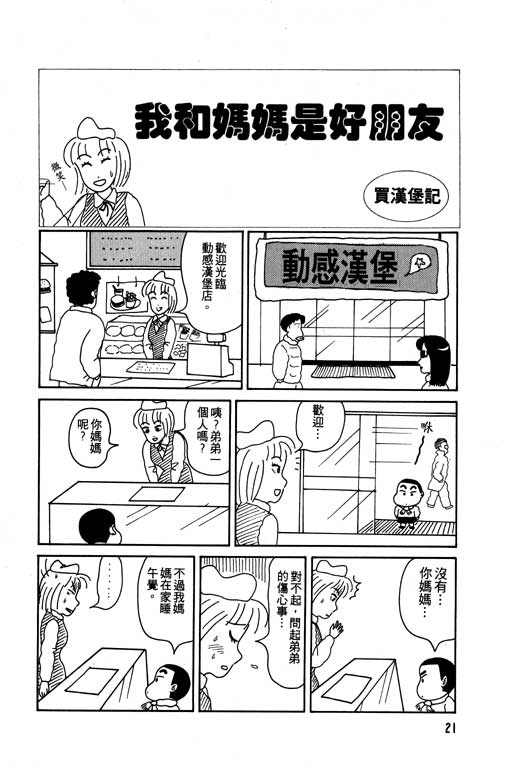 我和媽媽是好朋友
買漢堡記
微笑
動感漢堡
歡迎光臨
動感漢堡店。
咻
歡迎…
咦？弟弟一
個人嗎？
你媽媽
呢？
沒有…
你媽媽…
對不起，問起弟弟
的傷心事…
不過我媽
媽在家睡
午覺。
……
21